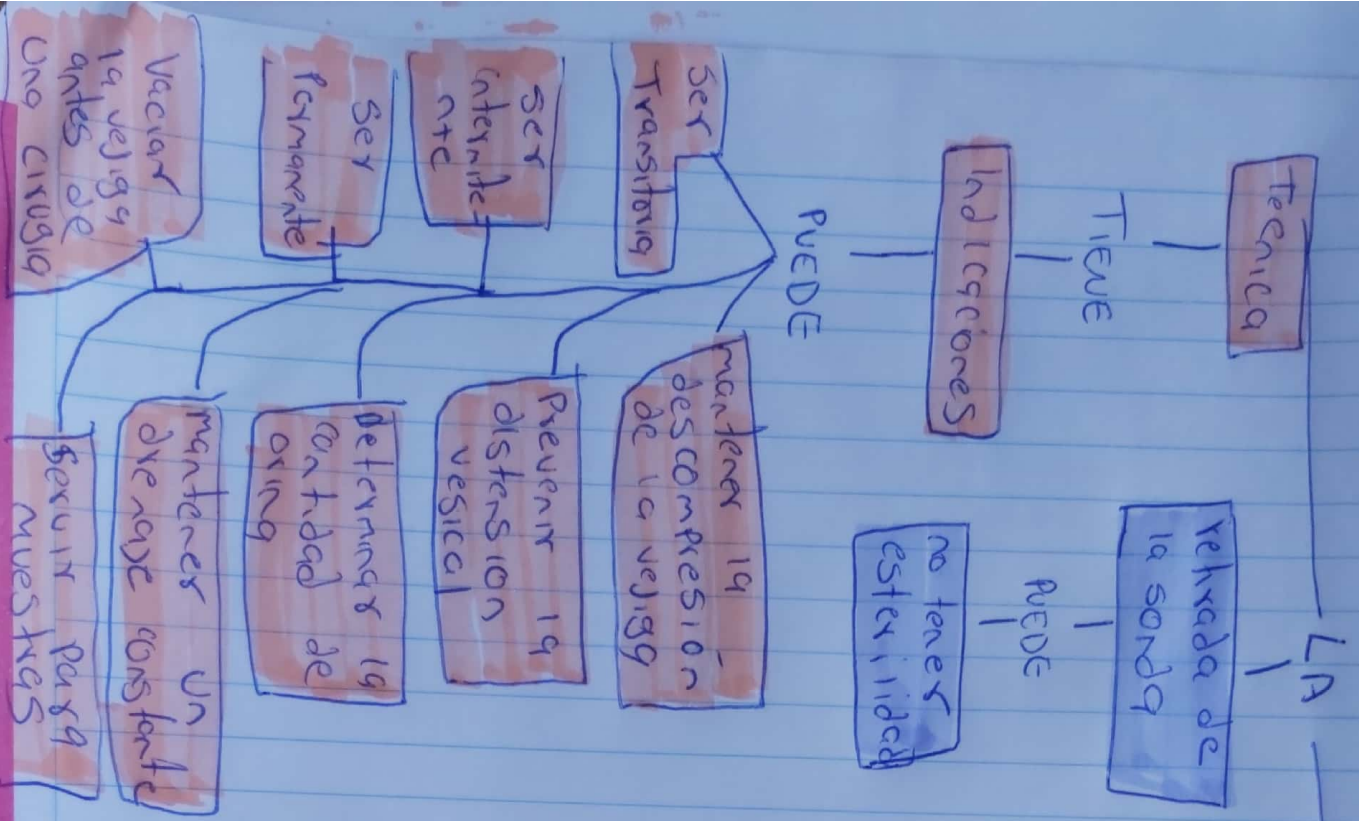 LA
Tecnica
TIENE
Indicaciones
PUEDE
Ser
Transitoria
Ser
intermite
nte
Ser
Permanente
Vaciar
la vejiga
antes de
una cirugia
mantener la
descompresión
de la vejiga
Prevenir la
distension
vesical
Determinar la
cantidad de
orina
mantener un
drenaje constante
Servir para
muestras
retirada de
la sonda
PUEDE
no tener
esterilidad